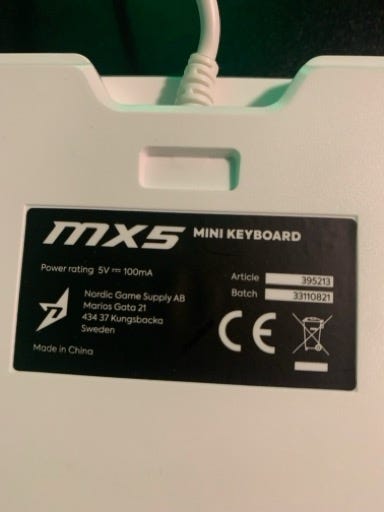 mx5 MINI KEYBOARD
Power rating 5V ⎓ 100mA
Article 395213
Batch 33110821
Nordic Game Supply AB
Marios Gata 21
434 37 Kungsbacka
Sweden
CE
Made in China